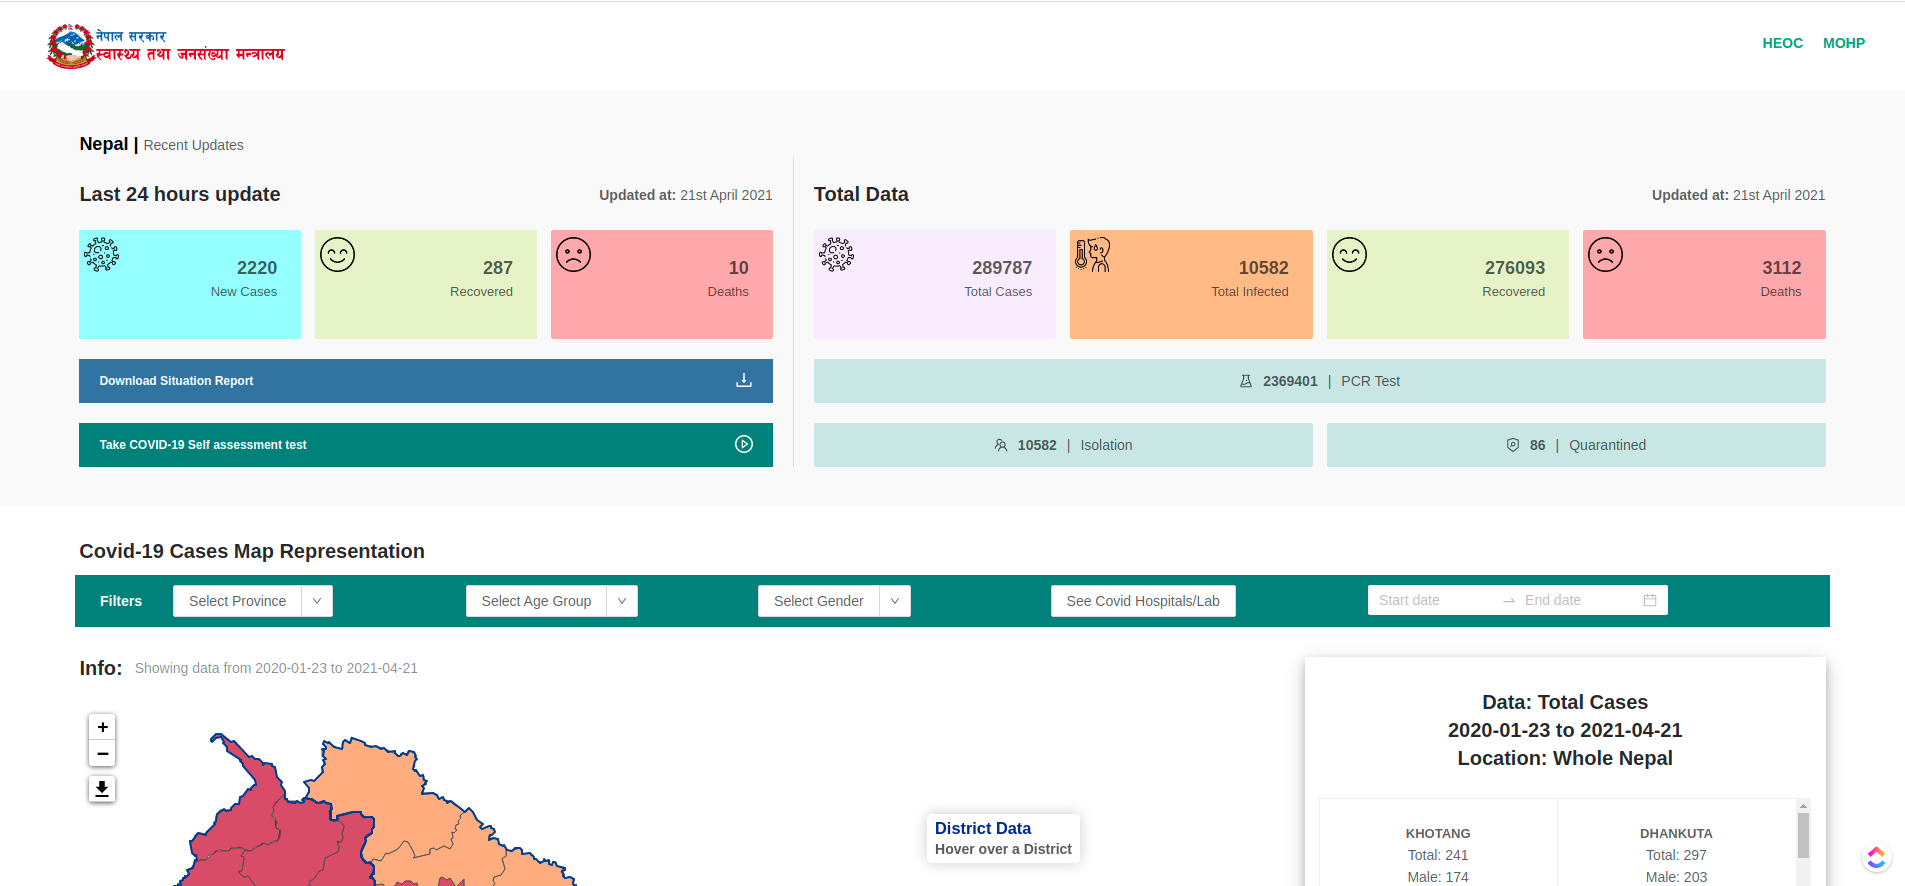 नेपाल सरकार
स्वास्थ्य तथा जनसंख्या मन्त्रालय
HEOC MOHP
Nepal | Recent Updates
Last 24 hours update
Updated at: 21st April 2021
2220
New Cases
287
Recovered
10
Deaths
Download Situation Report
Take COVID-19 Self assessment test
Total Data
Updated at: 21st April 2021
289787
Total Cases
10582
Total Infected
276093
Recovered
3112
Deaths
2369401 | PCR Test
10582 | Isolation
86 | Quarantined
Covid-19 Cases Map Representation
Filters
Select Province
Select Age Group
Select Gender
See Covid Hospitals/Lab
Start date → End date
Info: Showing data from 2020-01-23 to 2021-04-21
+
−
District Data
Hover over a District
Data: Total Cases
2020-01-23 to 2021-04-21
Location: Whole Nepal
KHOTANG
Total: 241
Male: 174
DHANKUTA
Total: 297
Male: 203